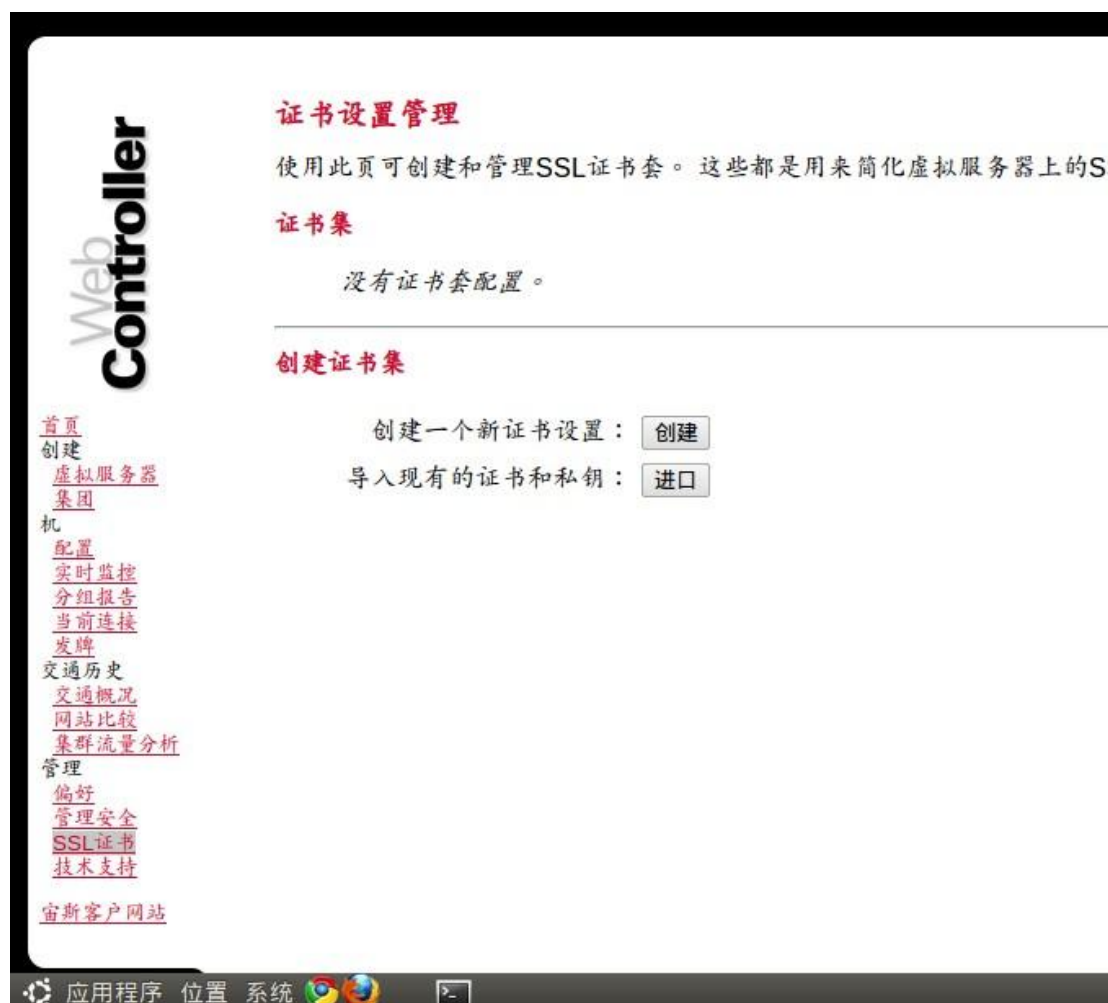 Web
Controller
证书设置管理
使用此页可创建和管理SSL证书套。 这些都是用来简化虚拟服务器上的S
证书集
没有证书套配置。
创建证书集
创建一个新证书设置： 创建
导入现有的证书和私钥： 进口
首页
创建
虚拟服务器
集团
机
配置
实时监控
分组报告
当前连接
发牌
交通历史
交通概况
网站比较
集群流量分析
管理
偏好
管理安全
SSL证书
技术支持
宙斯客户网站
应用程序 位置 系统